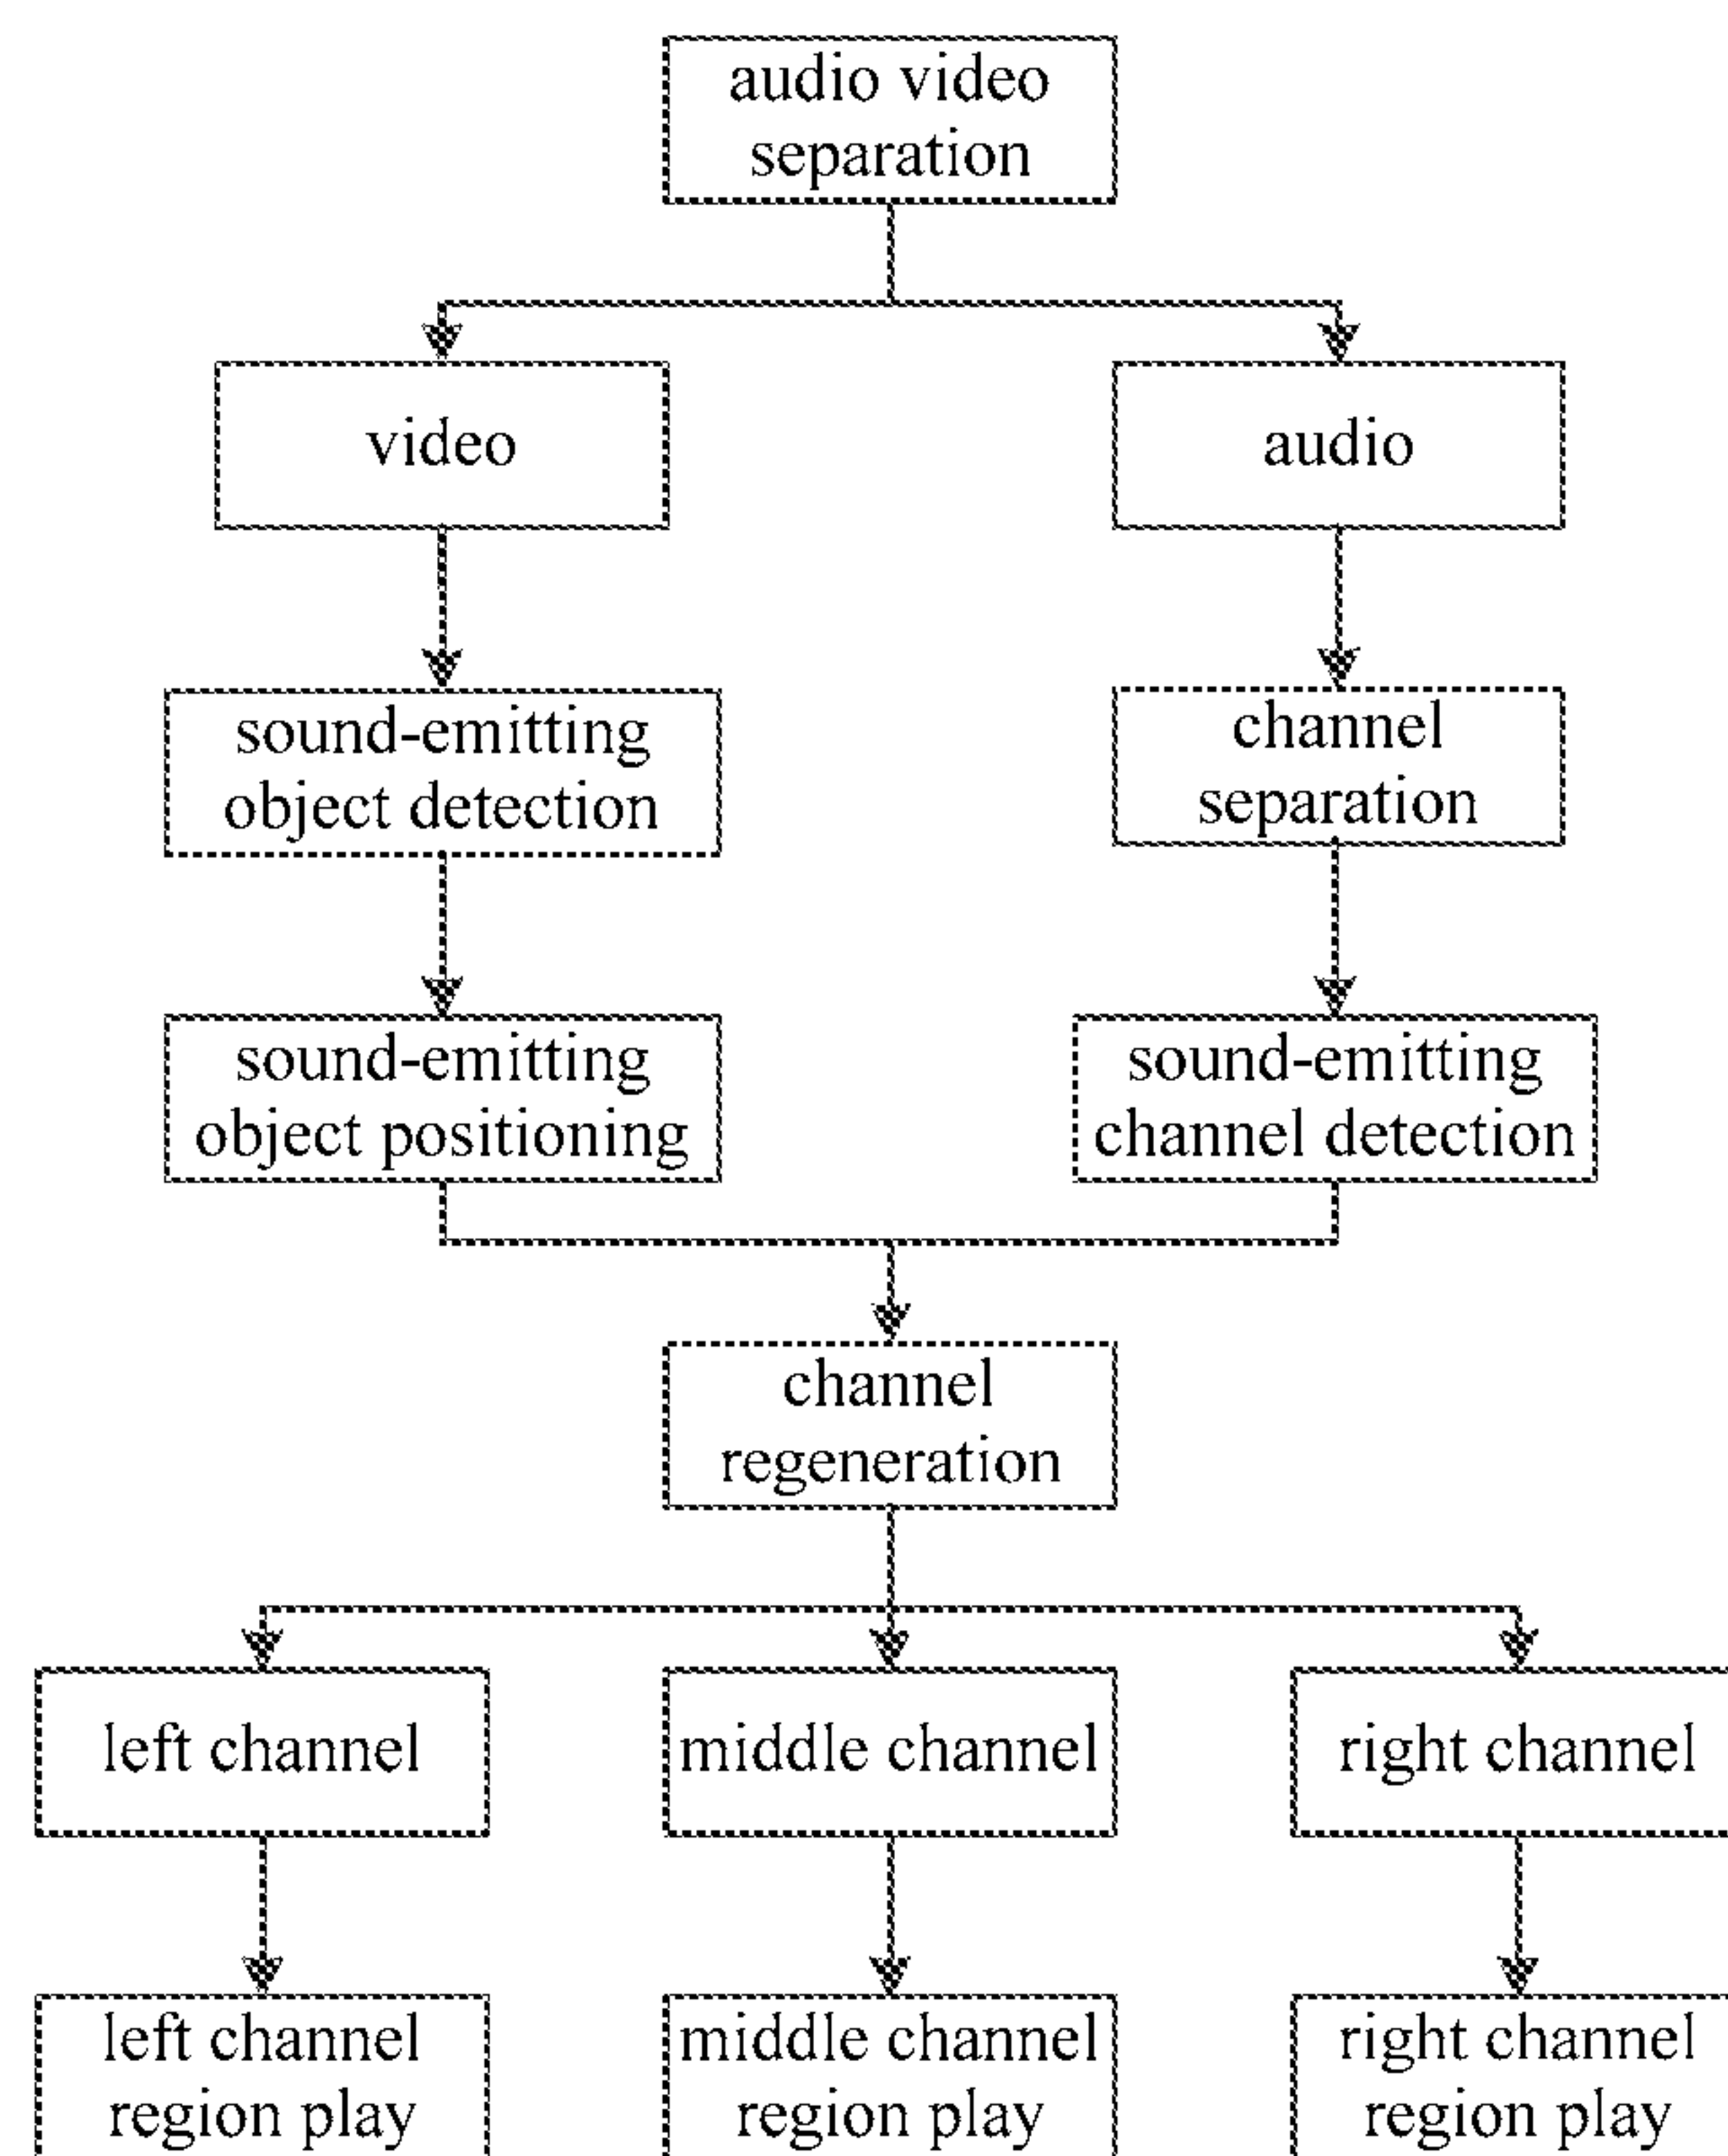 audio video
separation
video
audio
sound-emitting
object detection
channel
separation
sound-emitting
object positioning
sound-emitting
channel detection
channel
regeneration
left channel
middle channel
right channel
left channel
region play
middle channel
region play
right channel
region play